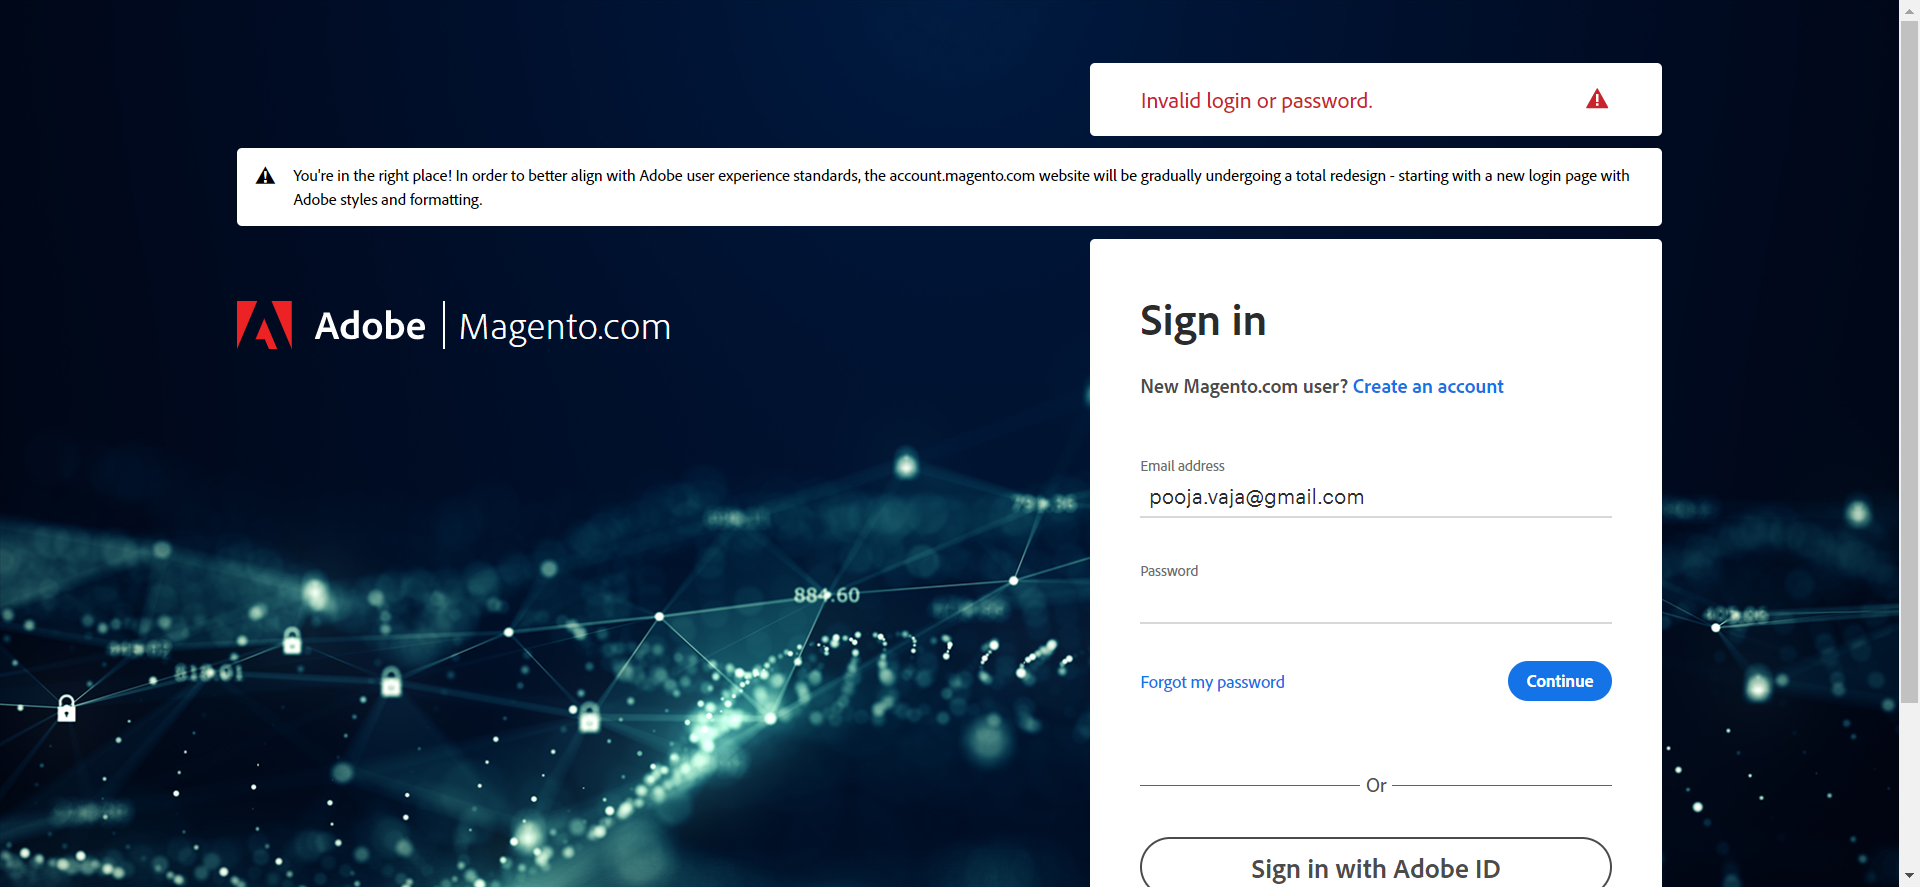 Invalid login or password.
You're in the right place! In order to better align with Adobe user experience standards, the account.magento.com website will be gradually undergoing a total redesign - starting with a new login page with
Adobe styles and formatting.
Adobe | Magento.com
Sign in
New Magento.com user? Create an account
Email address
pooja.vaja@gmail.com
Password
884.60
Forgot my password
Continue
Or
Sign in with Adobe ID